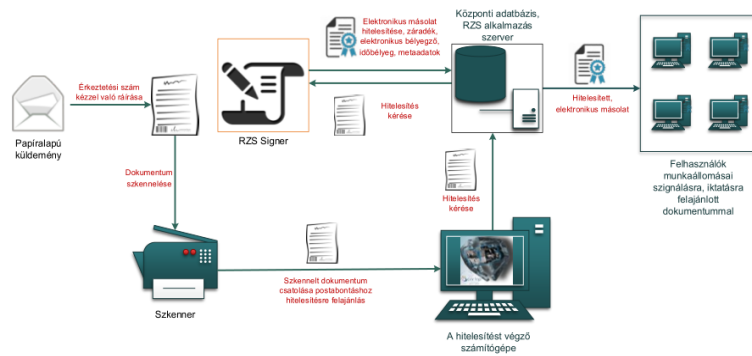 Elektronikus másolat
hitelesítése, záradék,
elektronikus bélyegző,
időbélyeg, metaadatok
Központi adatbázis,
RZS alkalmazás
szerver
Érkeztetési szám
kézzel való ráírása
Hitelesítés
kérése
Hitelesített,
elektronikus másolat
Papíralapú
küldemény
RZS Signer
Felhasználók
munkaállomásai
szignálásra, iktatásra
felajánlott
dokumentummal
Dokumentum
szkennelése
Hitelesítés
kérése
Szkennelt dokumentum
csatolása postabontáshoz
hitelesítésre felajánlás
Szkenner
A hitelesítést végző
számítógépe